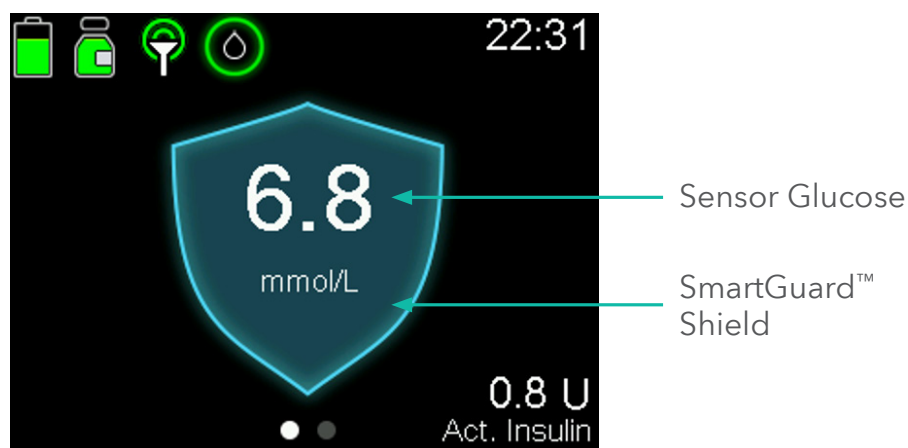 22:31
6.8
mmol/L
Sensor Glucose
SmartGuard™
Shield
0.8 U
Act. Insulin